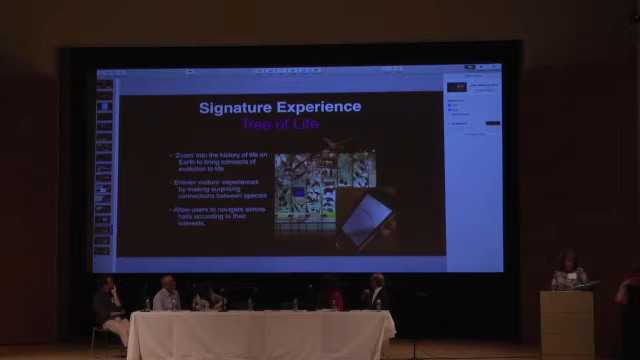 Signature Experience
Tree of Life
- 'Zoom' into the history of life on
Earth to bring concepts of
evolution to life
- Enliven visitors' experiences
by making surprising
connections between species
- Allow users to navigate across
halls according to their
interests.